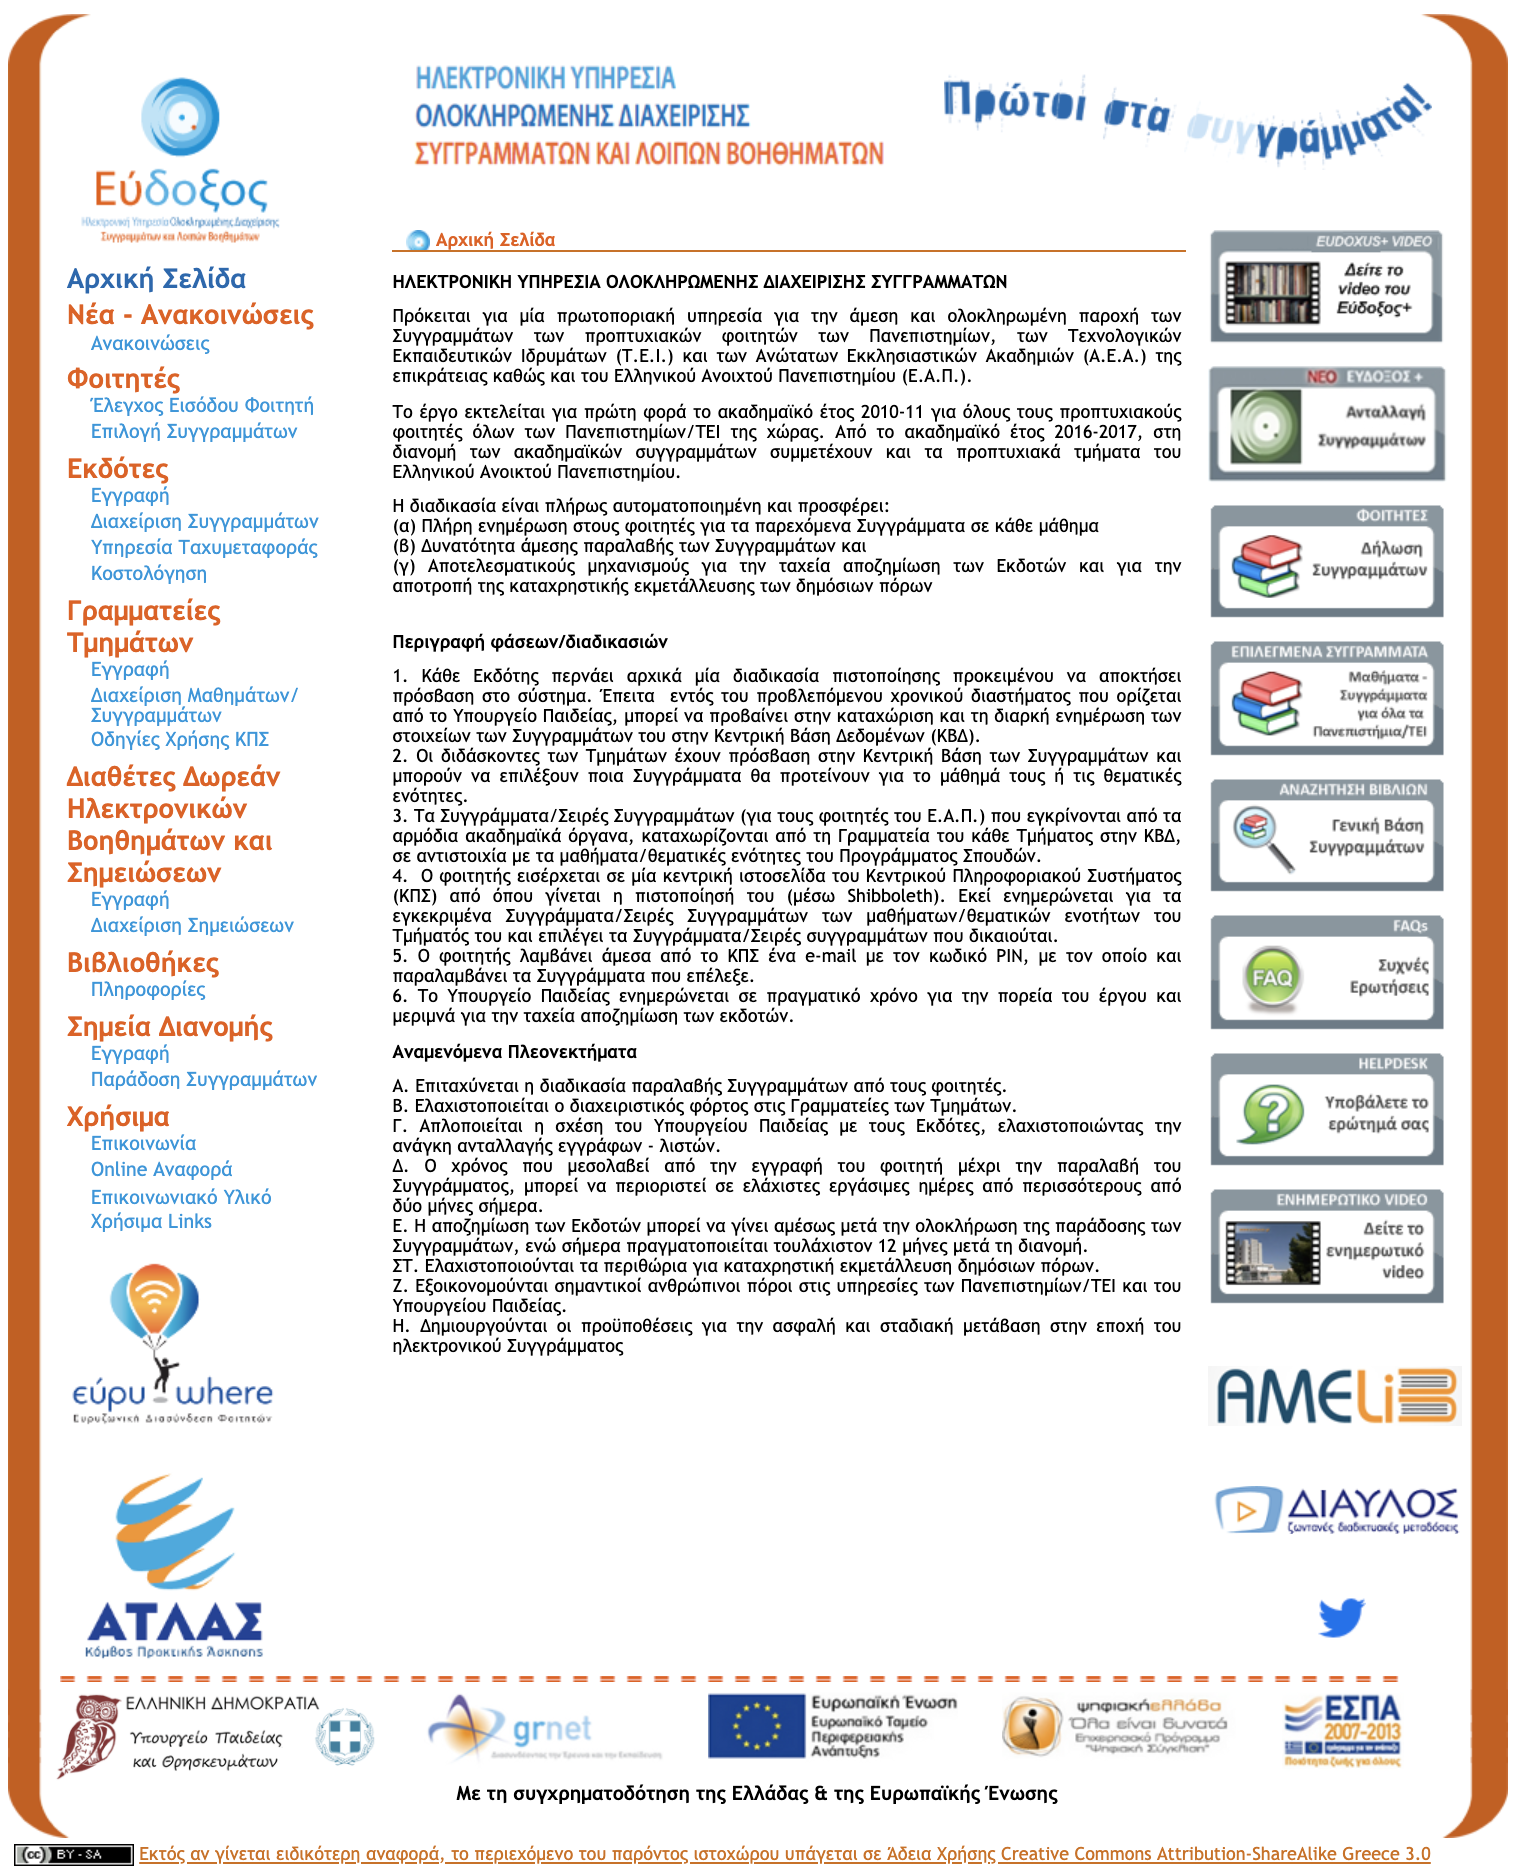 Εύδοξος
Ηλεκτρονική Υπηρεσία Ολοκληρωμένης Διαχείρισης
Συγγραμμάτων και Λοιπών Βοηθημάτων
ΗΛΕΚΤΡΟΝΙΚΗ ΥΠΗΡΕΣΙΑ
ΟΛΟΚΛΗΡΩΜΕΝΗΣ ΔΙΑΧΕΙΡΙΣΗΣ
ΣΥΓΓΡΑΜΜΑΤΩΝ ΚΑΙ ΛΟΙΠΩΝ ΒΟΗΘΗΜΑΤΩΝ
Πρώτοι στα συγγράμματα!
Αρχική Σελίδα
Νέα - Ανακοινώσεις
Ανακοινώσεις
Φοιτητές
Έλεγχος Εισόδου Φοιτητή
Επιλογή Συγγραμμάτων
Εκδότες
Εγγραφή
Διαχείριση Συγγραμμάτων
Υπηρεσία Ταχυμεταφοράς
Κοστολόγηση
Γραμματείες
Τμημάτων
Εγγραφή
Διαχείριση Μαθημάτων/
Συγγραμμάτων
Οδηγίες Χρήσης ΚΠΣ
Διαθέτες Δωρεάν
Ηλεκτρονικών
Βοηθημάτων και
Σημειώσεων
Εγγραφή
Διαχείριση Σημειώσεων
Βιβλιοθήκες
Πληροφορίες
Σημεία Διανομής
Εγγραφή
Παράδοση Συγγραμμάτων
Χρήσιμα
Επικοινωνία
Online Αναφορά
Επικοινωνιακό Υλικό
Χρήσιμα Links
εύρυ where
Ευρυζωνική Διασύνδεση Φοιτητών
ΑΤΛΑΣ
Κόμβος Πρακτικής Άσκησης
Αρχική Σελίδα
ΗΛΕΚΤΡΟΝΙΚΗ ΥΠΗΡΕΣΙΑ ΟΛΟΚΛΗΡΩΜΕΝΗΣ ΔΙΑΧΕΙΡΙΣΗΣ ΣΥΓΓΡΑΜΜΑΤΩΝ
Πρόκειται για μία πρωτοποριακή υπηρεσία για την άμεση και ολοκληρωμένη παροχή των
Συγγραμμάτων των προπτυχιακών φοιτητών των Πανεπιστημίων, των Τεχνολογικών
Εκπαιδευτικών Ιδρυμάτων (Τ.Ε.Ι.) και των Ανώτατων Εκκλησιαστικών Ακαδημιών (Α.Ε.Α.) της
επικράτειας καθώς και του Ελληνικού Ανοιχτού Πανεπιστημίου (Ε.Α.Π.).
Το έργο εκτελείται για πρώτη φορά το ακαδημαϊκό έτος 2010-11 για όλους τους προπτυχιακούς
φοιτητές όλων των Πανεπιστημίων/ΤΕΙ της χώρας. Από το ακαδημαϊκό έτος 2016-2017, στη
διανομή των ακαδημαϊκών συγγραμμάτων συμμετέχουν και τα προπτυχιακά τμήματα του
Ελληνικού Ανοικτού Πανεπιστημίου.
Η διαδικασία είναι πλήρως αυτοματοποιημένη και προσφέρει:
(α) Πλήρη ενημέρωση στους φοιτητές για τα παρεχόμενα Συγγράμματα σε κάθε μάθημα
(β) Δυνατότητα άμεσης παραλαβής των Συγγραμμάτων και
(γ) Αποτελεσματικούς μηχανισμούς για την ταχεία αποζημίωση των Εκδοτών και για την
αποτροπή της καταχρηστικής εκμετάλλευσης των δημόσιων πόρων
Περιγραφή φάσεων/διαδικασιών
1. Κάθε Εκδότης περνάει αρχικά μία διαδικασία πιστοποίησης προκειμένου να αποκτήσει
πρόσβαση στο σύστημα. Έπειτα εντός του προβλεπόμενου χρονικού διαστήματος που ορίζεται
από το Υπουργείο Παιδείας, μπορεί να προβαίνει στην καταχώριση και τη διαρκή ενημέρωση των
στοιχείων των Συγγραμμάτων του στην Κεντρική Βάση Δεδομένων (ΚΒΔ).
2. Οι διδάσκοντες των Τμημάτων έχουν πρόσβαση στην Κεντρική Βάση των Συγγραμμάτων και
μπορούν να επιλέξουν ποια Συγγράμματα θα προτείνουν για το μάθημά τους ή τις θεματικές
ενότητες.
3. Τα Συγγράμματα/Σειρές Συγγραμμάτων (για τους φοιτητές του Ε.Α.Π.) που εγκρίνονται από τα
αρμόδια ακαδημαϊκά όργανα, καταχωρίζονται από τη Γραμματεία του κάθε Τμήματος στην ΚΒΔ,
σε αντιστοιχία με τα μαθήματα/θεματικές ενότητες του Προγράμματος Σπουδών.
4. Ο φοιτητής εισέρχεται σε μία κεντρική ιστοσελίδα του Κεντρικού Πληροφοριακού Συστήματος
(ΚΠΣ) από όπου γίνεται η πιστοποίησή του (μέσω Shibboleth). Εκεί ενημερώνεται για τα
εγκεκριμένα Συγγράμματα/Σειρές Συγγραμμάτων των μαθημάτων/θεματικών ενοτήτων του
Τμήματός του και επιλέγει τα Συγγράμματα/Σειρές συγγραμμάτων που δικαιούται.
5. Ο φοιτητής λαμβάνει άμεσα από το ΚΠΣ ένα e-mail με τον κωδικό PIN, με τον οποίο και
παραλαμβάνει τα Συγγράμματα που επέλεξε.
6. Το Υπουργείο Παιδείας ενημερώνεται σε πραγματικό χρόνο για την πορεία του έργου και
μεριμνά για την ταχεία αποζημίωση των εκδοτών.
Αναμενόμενα Πλεονεκτήματα
Α. Επιταχύνεται η διαδικασία παραλαβής Συγγραμμάτων από τους φοιτητές.
Β. Ελαχιστοποιείται ο διαχειριστικός φόρτος στις Γραμματείες των Τμημάτων.
Γ. Απλοποιείται η σχέση του Υπουργείου Παιδείας με τους Εκδότες, ελαχιστοποιώντας την
ανάγκη ανταλλαγής εγγράφων - λιστών.
Δ. Ο χρόνος που μεσολαβεί από την εγγραφή του φοιτητή μέχρι την παραλαβή του
Συγγράμματος, μπορεί να περιοριστεί σε ελάχιστες εργάσιμες ημέρες από περισσότερους από
δύο μήνες σήμερα.
Ε. Η αποζημίωση των Εκδοτών μπορεί να γίνει αμέσως μετά την ολοκλήρωση της παράδοσης των
Συγγραμμάτων, ενώ σήμερα πραγματοποιείται τουλάχιστον 12 μήνες μετά τη διανομή.
ΣΤ. Ελαχιστοποιούνται τα περιθώρια για καταχρηστική εκμετάλλευση δημόσιων πόρων.
Ζ. Εξοικονομούνται σημαντικοί ανθρώπινοι πόροι στις υπηρεσίες των Πανεπιστημίων/ΤΕΙ και του
Υπουργείου Παιδείας.
Η. Δημιουργούνται οι προϋποθέσεις για την ασφαλή και σταδιακή μετάβαση στην εποχή του
ηλεκτρονικού Συγγράμματος
EUDOXUS+ VIDEO
Δείτε το
video του
Εύδοξος+
ΝΕΟ ΕΥΔΟΞΟΣ +
Ανταλλαγή
Συγγραμμάτων
ΦΟΙΤΗΤΕΣ
Δήλωση
Συγγραμμάτων
ΕΠΙΛΕΓΜΕΝΑ ΣΥΓΓΡΑΜΜΑΤΑ
Μαθήματα -
Συγγράμματα
για όλα τα
Πανεπιστήμια/ΤΕΙ
ΑΝΑΖΗΤΗΣΗ ΒΙΒΛΙΩΝ
Γενική Βάση
Συγγραμμάτων
FAQs
FAQ
Συχνές
Ερωτήσεις
HELPDESK
Υποβάλετε το
ερώτημά σας
ΕΝΗΜΕΡΩΤΙΚΟ VIDEO
Δείτε το
ενημερωτικό
video
AMELiB
ΔΙΑΥΛΟΣ
ζωντανές διαδικτυακές μεταδόσεις
ΕΛΛΗΝΙΚΗ ΔΗΜΟΚΡΑΤΙΑ
Υπουργείο Παιδείας
και Θρησκευμάτων
grnet
Διασυνδέοντας την Έρευνα και την Εκπαίδευση
Ευρωπαϊκή Ένωση
Ευρωπαϊκό Ταμείο
Περιφερειακής
Ανάπτυξης
ψηφιακήελλάδα
Όλα είναι δυνατά
Επιχειρησιακό Πρόγραμμα
"Ψηφιακή Σύγκλιση"
ΕΣΠΑ
2007-2013
Ποιότητα ζωής για όλους
Με τη συγχρηματοδότηση της Ελλάδας & της Ευρωπαϊκής Ένωσης
cc BY - SA
Εκτός αν γίνεται ειδικότερη αναφορά, το περιεχόμενο του παρόντος ιστοχώρου υπάγεται σε Άδεια Χρήσης Creative Commons Attribution-ShareAlike Greece 3.0